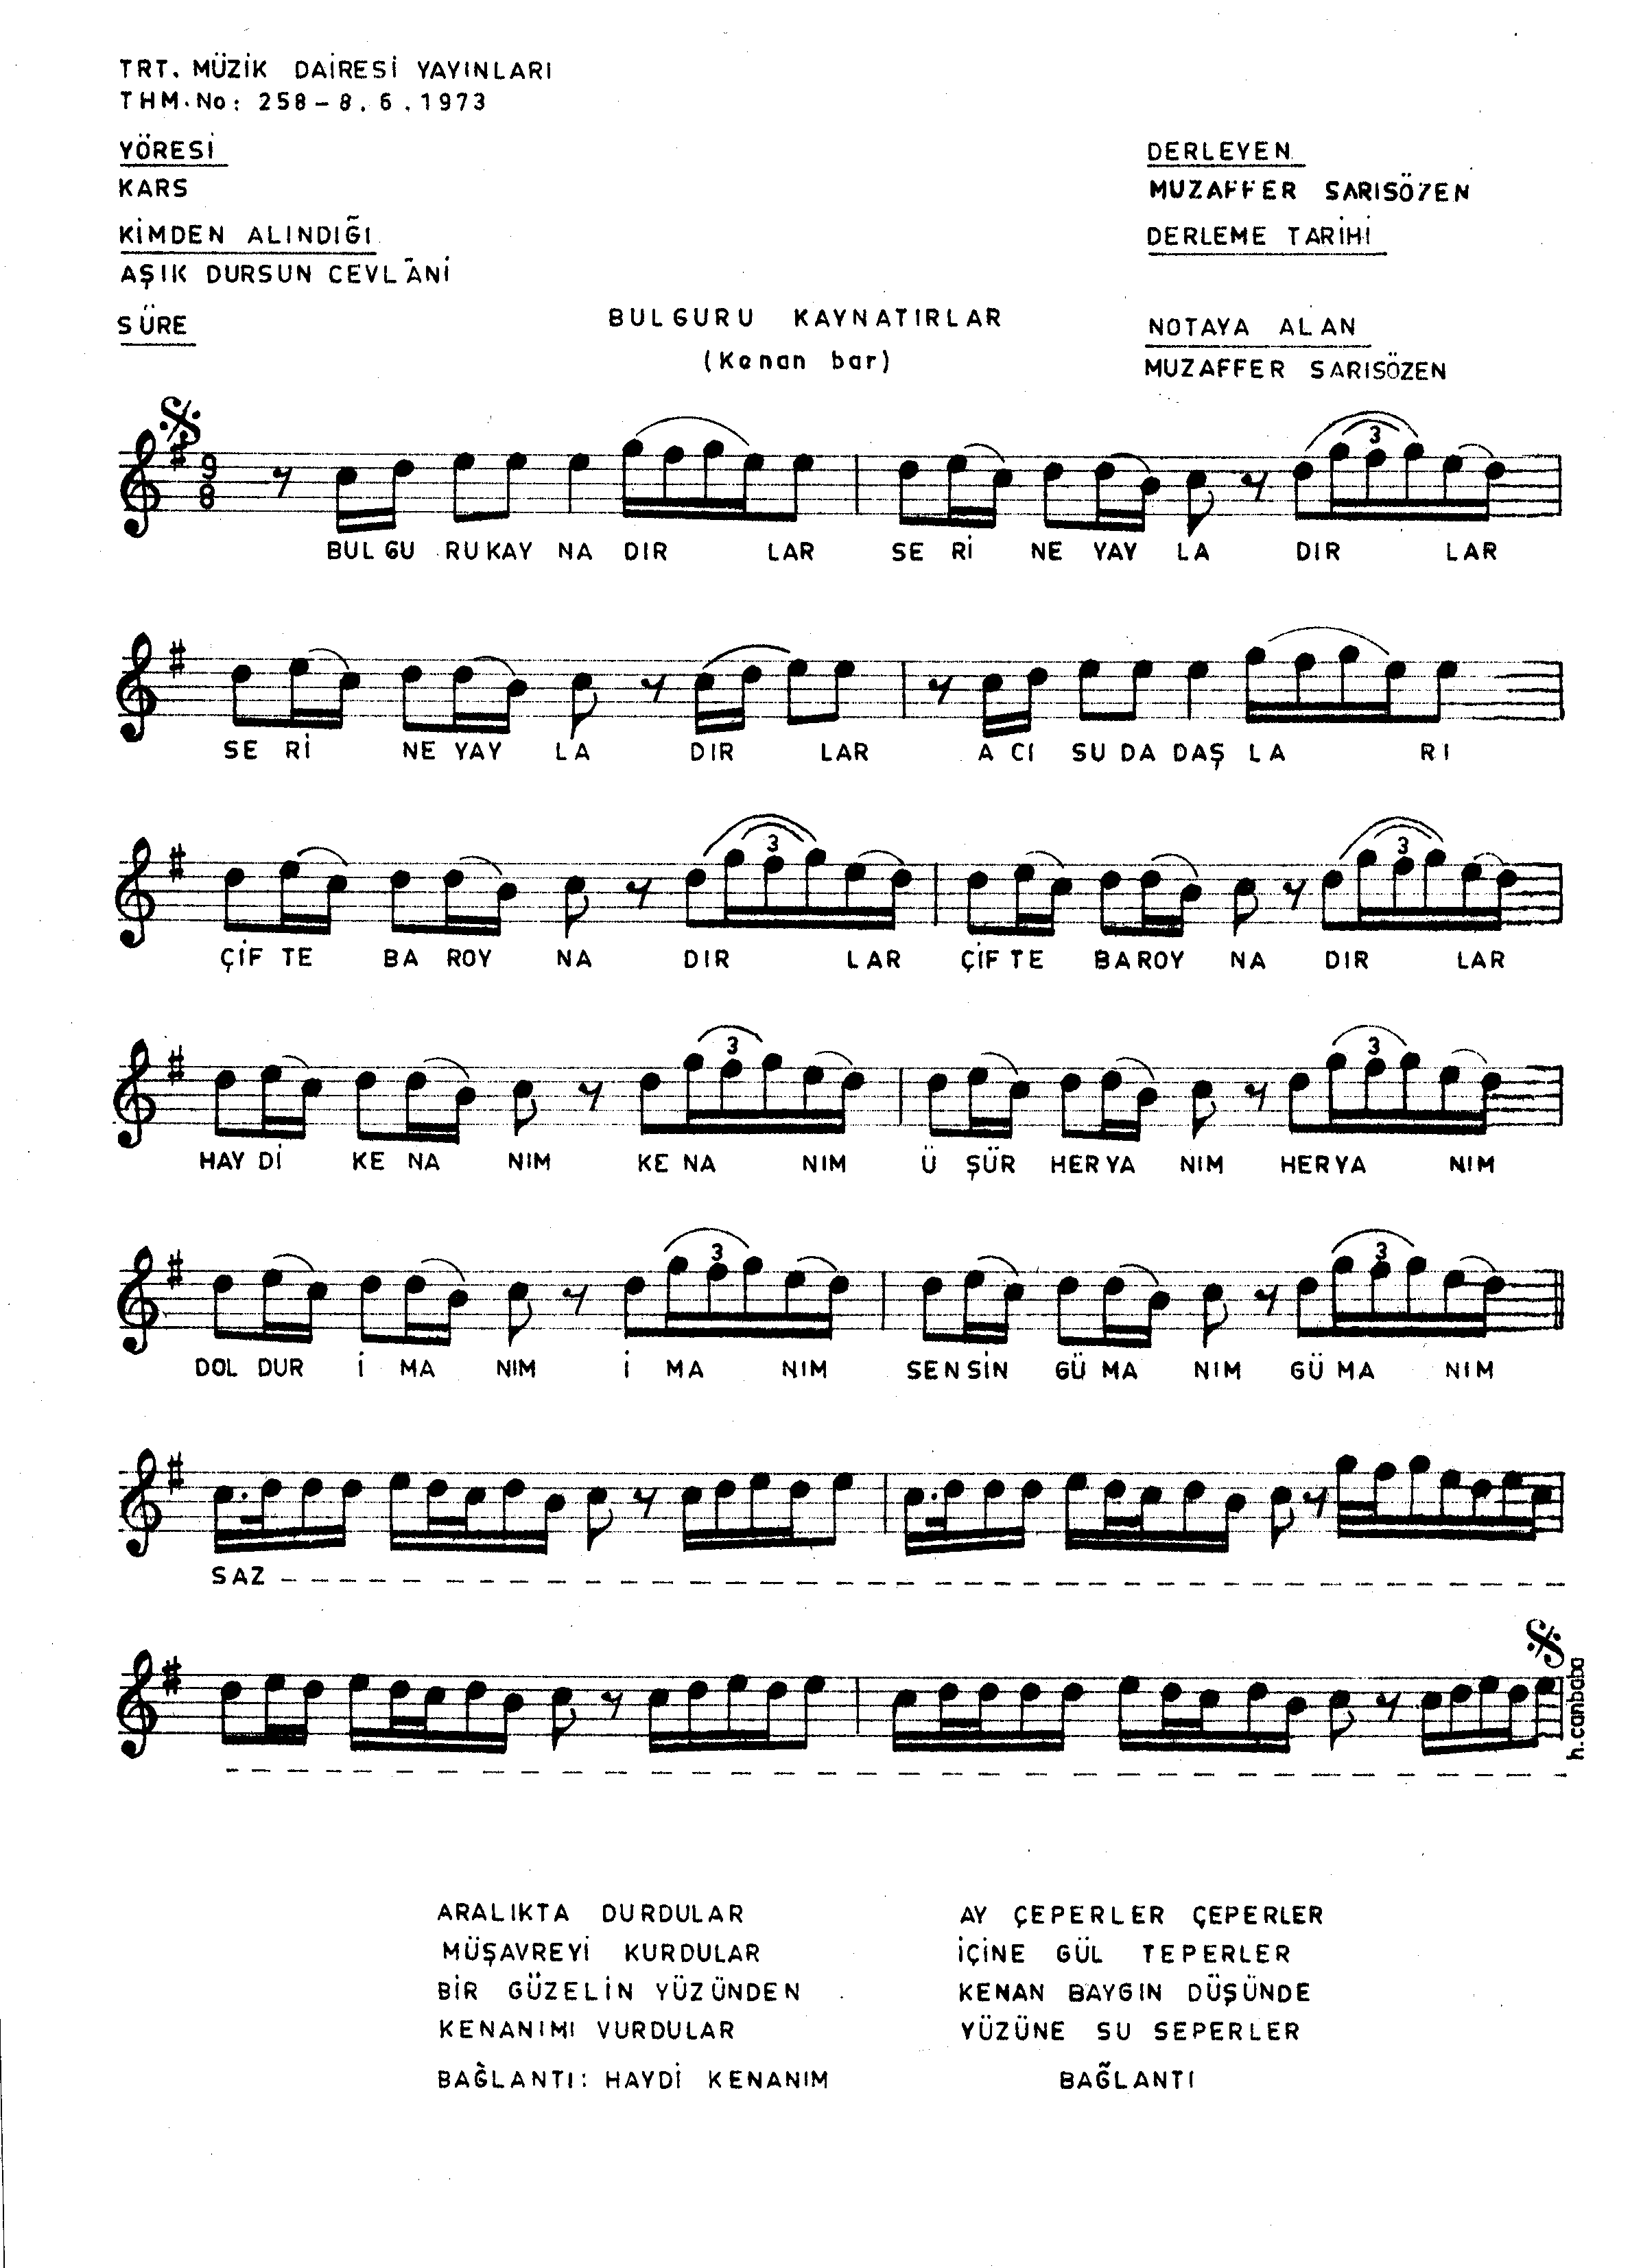 TRT. MÜZİK DAİRESİ YAYINLARI
THM.No: 258 – 8.6.1973
YÖRESİ
KARS
KİMDEN ALINDIĞI
AŞIK DURSUN CEVLÂNİ
SÜRE
DERLEYEN
MUZAFFER SARISÖZEN
DERLEME TARİHİ
NOTAYA ALAN
MUZAFFER SARISÖZEN
BULGURU KAYNATIRLAR
(Kenan bar)
9
8
3
BUL GU RU KAY NA DIR LAR SE Rİ NE YAY LA DIR LAR
SE Rİ NE YAY LA DIR LAR A CI SU DA DAŞ LA RI
3 3
ÇİF TE BA ROY NA DIR LAR ÇİF TE BA ROY NA DIR LAR
3 3
HAY Dİ KE NA NIM KE NA NIM Ü ŞÜR HER YA NIM HER YA NIM
3 3
DOL DUR İ MA NIM İ MA NIM SEN SİN GÜ MA NIM GÜ MA NIM
SAZ
h.canbaba
ARALIKTA DURDULAR
MÜŞAVREYİ KURDULAR
BİR GÜZELİN YÜZÜNDEN
KENANIMI VURDULAR
BAĞLANTI: HAYDİ KENANIM
AY ÇEPERLER ÇEPERLER
İÇİNE GÜL TEPERLER
KENAN BAYGIN DÜŞÜNDE
YÜZÜNE SU SEPERLER
BAĞLANTI